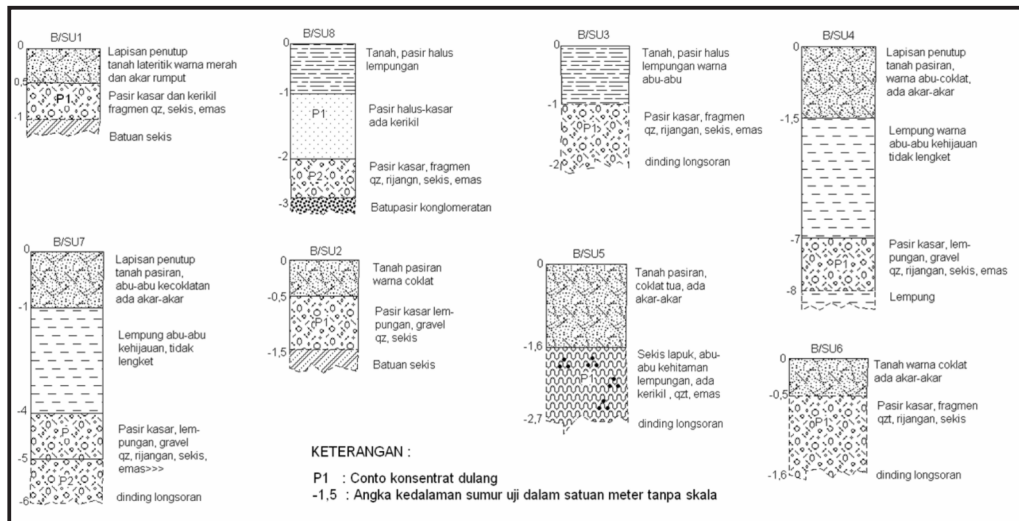 B/SU1
0
Lapisan penutup
tanah lateritik warna merah
dan akar rumput
0,5
P1
Pasir kasar dan kerikil
fragmen qz, sekis, emas
-1
Batuan sekis
B/SU8
0
Tanah, pasir halus
lempungan
-1
P1
Pasir halus-kasar
ada kerikil
-2
P2
Pasir kasar, fragmen
qz, rijangn, sekis, emas
-3
Batupasir konglomeratan
B/SU3
0
Tanah, pasir halus
lempungan warna
abu-abu
-1
P1
Pasir kasar, fragmen
qz, rijangan, sekis, emas
-2
dinding longsoran
B/SU4
0
Lapisan penutup
tanah pasiran,
warna abu-coklat,
ada akar-akar
-1,5
Lempung warna
abu-abu kehijauan
tidak lengket
-7
P1
Pasir kasar, lem-
pungan, gravel
qz, rijangan, sekis, emas
-8
Lempung
B/SU7
0
Lapisan penutup
tanah pasiran,
abu-abu kecoklatan
ada akar-akar
-1
Lempung abu-abu
kehijauan, tidak
lengket
-4
P
Pasir kasar, lem-
pungan, gravel
qz, rijangan, sekis,
emas>>>
-5
P2
-6
dinding longsoran
B/SU2
0
Tanah pasiran
warna coklat
-0,5
P1
Pasir kasar lem-
pungan, gravel
qz, sekis
-1,5
Batuan sekis
B/SU5
0
Tanah pasiran,
coklat tua, ada
akar-akar
-1,6
P1
Sekis lapuk, abu-
abu kehitaman
lempungan, ada
kerikil , qzt, emas
-2,7
dinding longsoran
B/SU6
0
Tanah warna coklat
ada akar-akar
-0,5
P1
Pasir kasar, fragmen
qzt, rijangan, sekis
-1,6
dinding longsoran
KETERANGAN :
P1 : Conto konsentrat dulang
-1,5 : Angka kedalaman sumur uji dalam satuan meter tanpa skala